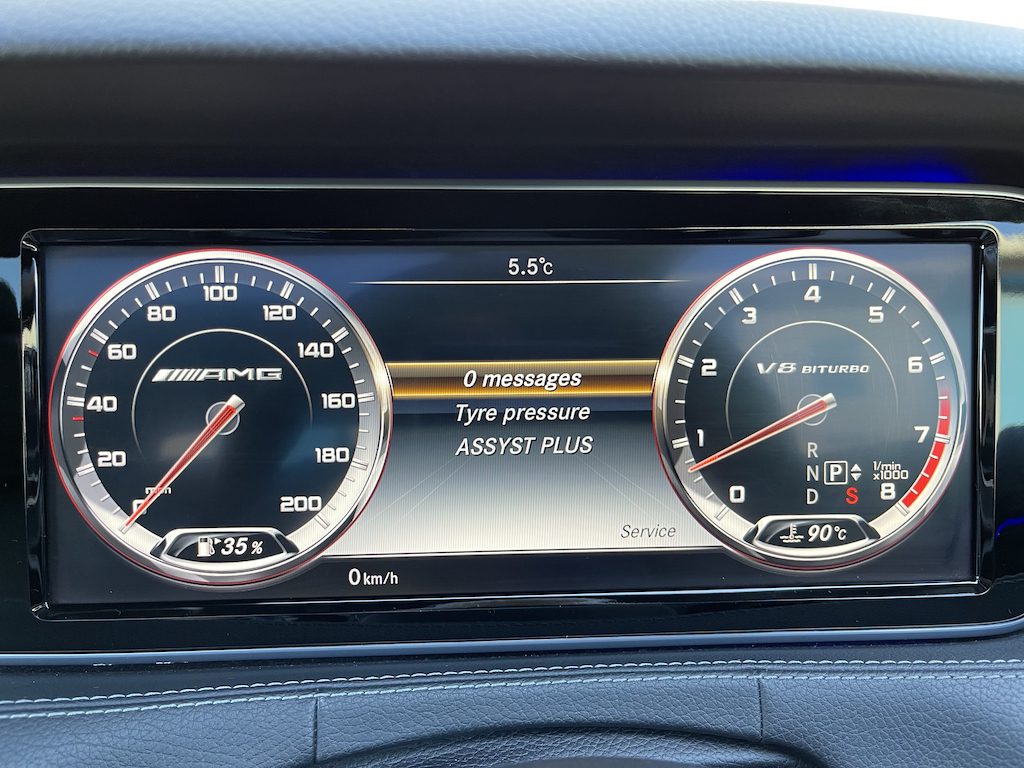 5.5°c
100
80
120
60
140
AMG
40
160
20
180
mph
0
200
35 %
0 messages
Tyre pressure
ASSYST PLUS
Service
0 km/h
4
3
5
2
6
V8 BITURBO
1
7
R
N P
D S
1/min
x1000
0
8
90°c